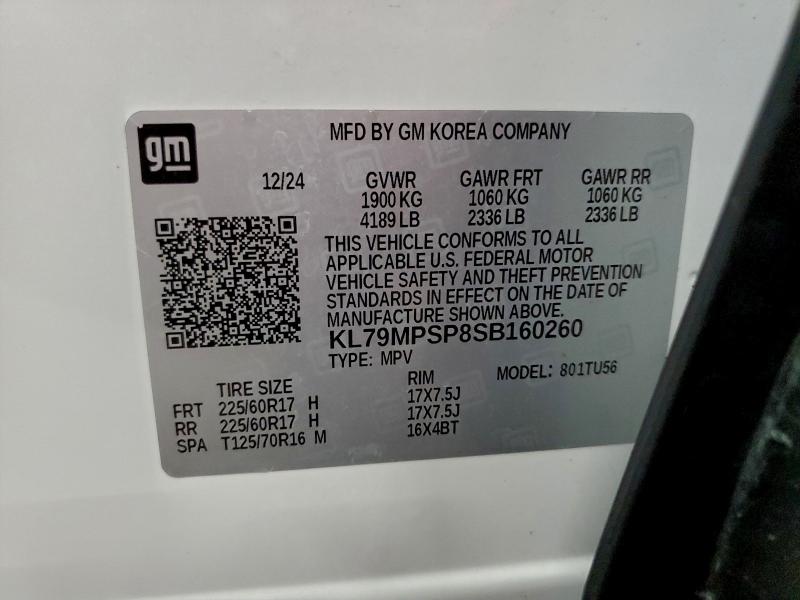 gm
MFD BY GM KOREA COMPANY
12/24 GVWR GAWR FRT GAWR RR
1900 KG 1060 KG 1060 KG
4189 LB 2336 LB 2336 LB
THIS VEHICLE CONFORMS TO ALL
APPLICABLE U.S. FEDERAL MOTOR
VEHICLE SAFETY AND THEFT PREVENTION
STANDARDS IN EFFECT ON THE DATE OF
MANUFACTURE SHOWN ABOVE.
KL79MPSP8SB160260
TYPE: MPV MODEL: 801TU56
TIRE SIZE RIM
FRT 225/60R17 H 17X7.5J
RR 225/60R17 H 17X7.5J
SPA T125/70R16 M 16X4BT